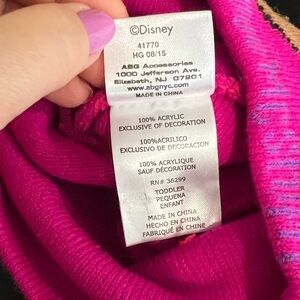 ©Disney
41770
HG 08/15
ABG Accessories
1000 Jefferson Ave.
Elizabeth, NJ 07201
www.abgnyc.com
MADE IN CHINA
100% ACRYLIC
EXCLUSIVE OF DECORATION
100%ACRILICO
EXCLUSIVO DE DECORACIÓN
100% ACRYLIQUE
SAUF DÉCORATION
RN# 36299
TODDLER
PEQUENA
ENFANT
MADE IN CHINA
HECHO EN CHINA
FABRIQUÉ EN CHINE